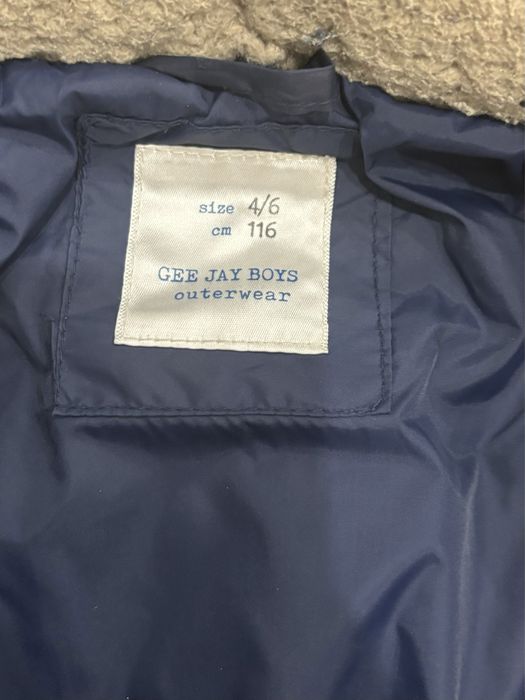 size 4/6
cm 116
GEE JAY BOYS
outerwear